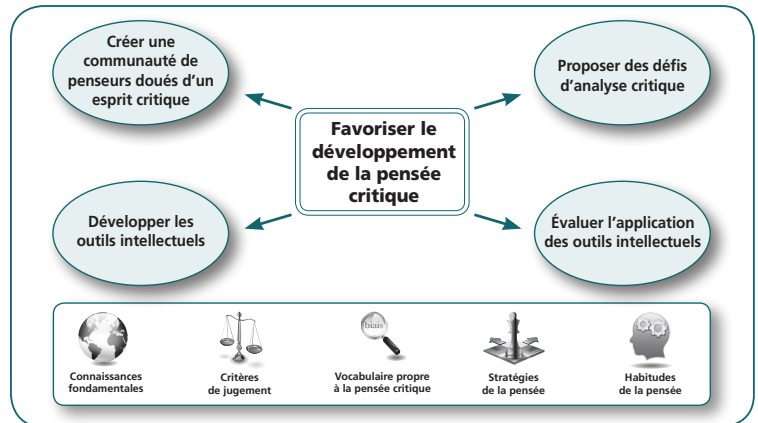 Créer une
communauté de
penseurs doués d'un
esprit critique
Proposer des défis
d'analyse critique
Favoriser le
développement
de la pensée
critique
Développer les
outils intellectuels
Évaluer l'application
des outils intellectuels
biais
Connaissances
fondamentales
Critères
de jugement
Vocabulaire propre
à la pensée critique
Stratégies
de la pensée
Habitudes
de la pensée